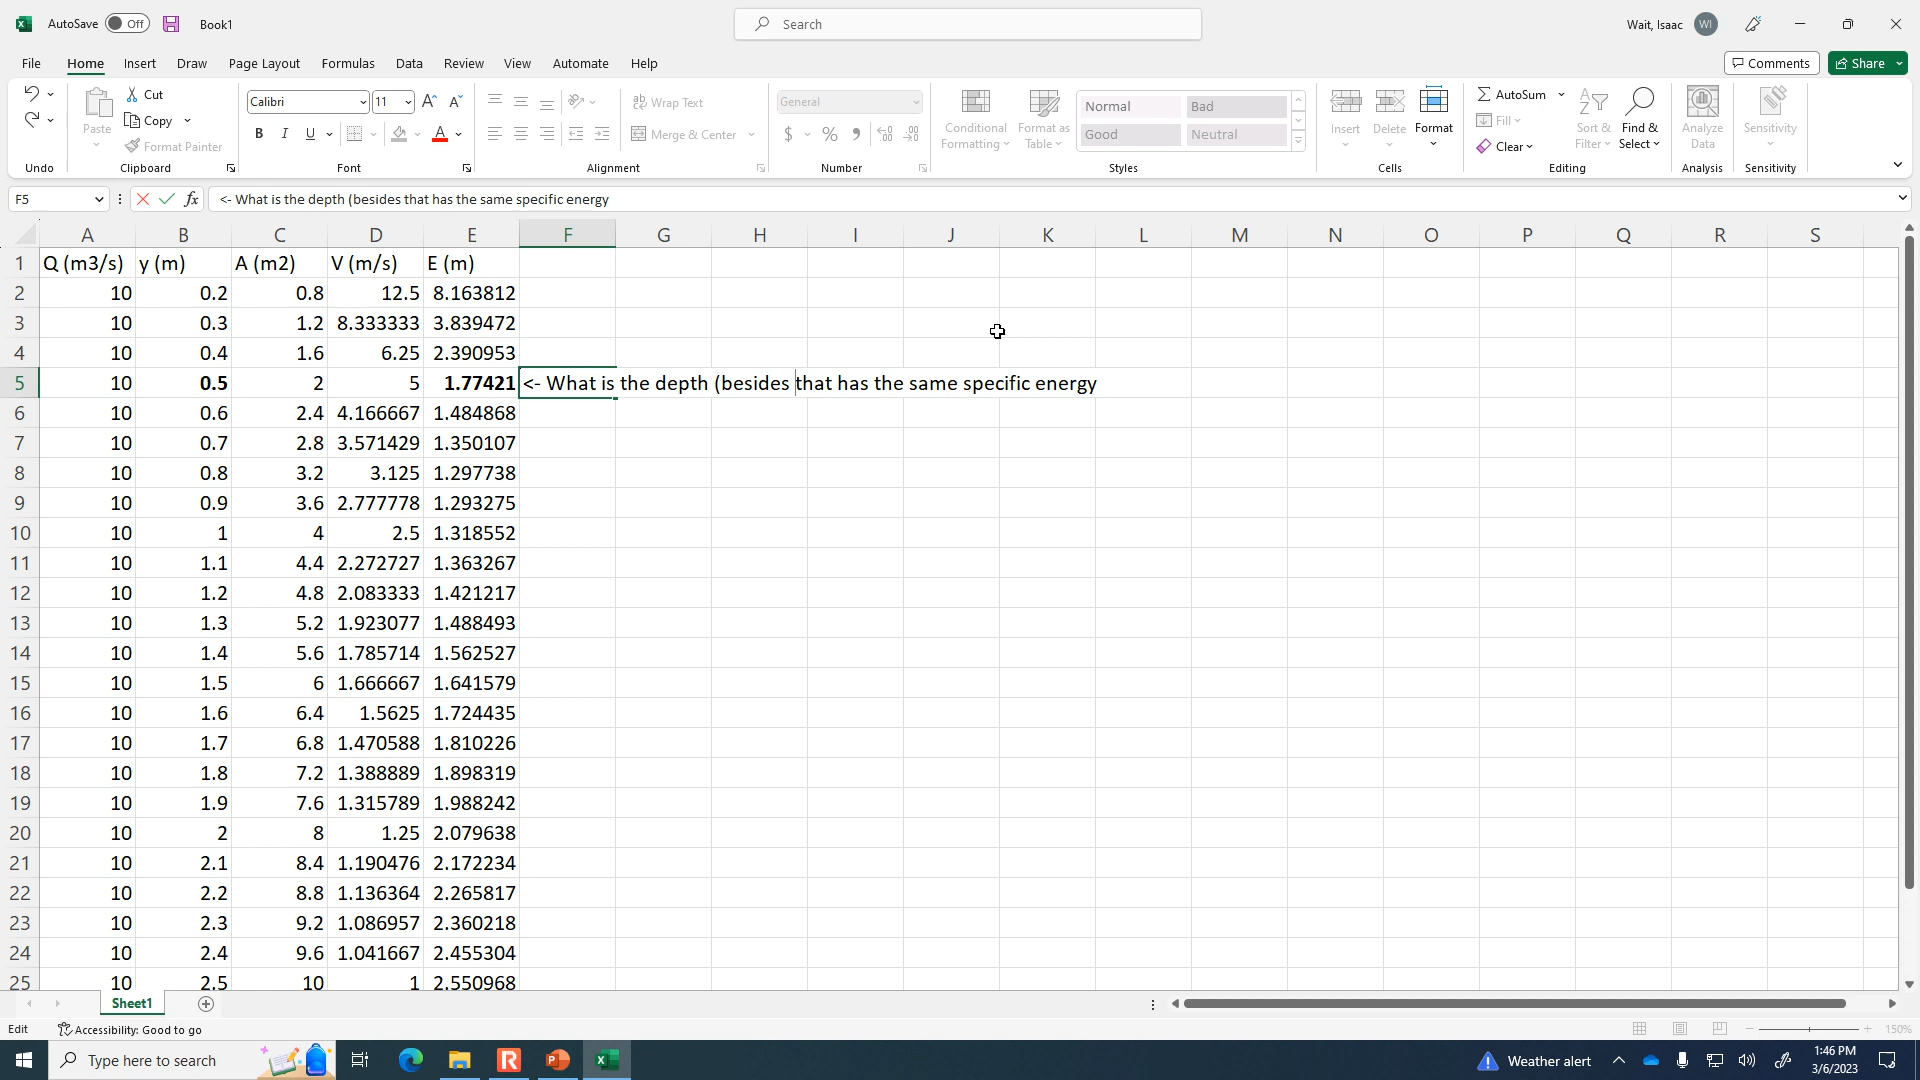 AutoSave Off Book1 Search Wait, Isaac WI
File Home Insert Draw Page Layout Formulas Data Review View Automate Help Comments Share
Cut
Copy
Format Painter
Paste
Undo Clipboard
Calibri 11
B I U A
Font
Wrap Text
Merge & Center
Alignment
General
$ % 9
Number
Conditional Formatting
Format as Table
Normal Bad
Good Neutral
Styles
Insert Delete Format
Cells
AutoSum
Fill
Clear
Sort & Filter
Find & Select
Editing
Analyze Data
Analysis
Sensitivity
Sensitivity
F5 fx <- What is the depth (besides that has the same specific energy
A B C D E F G H I J K L M N O P Q R S
1 Q (m3/s) y (m) A (m2) V (m/s) E (m)
2 10 0.2 0.8 12.5 8.163812
3 10 0.3 1.2 8.333333 3.839472
4 10 0.4 1.6 6.25 2.390953
5 10 0.5 2 5 1.77421 <- What is the depth (besides that has the same specific energy
6 10 0.6 2.4 4.166667 1.484868
7 10 0.7 2.8 3.571429 1.350107
8 10 0.8 3.2 3.125 1.297738
9 10 0.9 3.6 2.777778 1.293275
10 10 1 4 2.5 1.318552
11 10 1.1 4.4 2.272727 1.363267
12 10 1.2 4.8 2.083333 1.421217
13 10 1.3 5.2 1.923077 1.488493
14 10 1.4 5.6 1.785714 1.562527
15 10 1.5 6 1.666667 1.641579
16 10 1.6 6.4 1.5625 1.724435
17 10 1.7 6.8 1.470588 1.810226
18 10 1.8 7.2 1.388889 1.898319
19 10 1.9 7.6 1.315789 1.988242
20 10 2 8 1.25 2.079638
21 10 2.1 8.4 1.190476 2.172234
22 10 2.2 8.8 1.136364 2.265817
23 10 2.3 9.2 1.086957 2.360218
24 10 2.4 9.6 1.041667 2.455304
25 10 2.5 10 1 2.550968
Sheet1
Edit Accessibility: Good to go 150%
Type here to search Weather alert 1:46 PM
3/6/2023